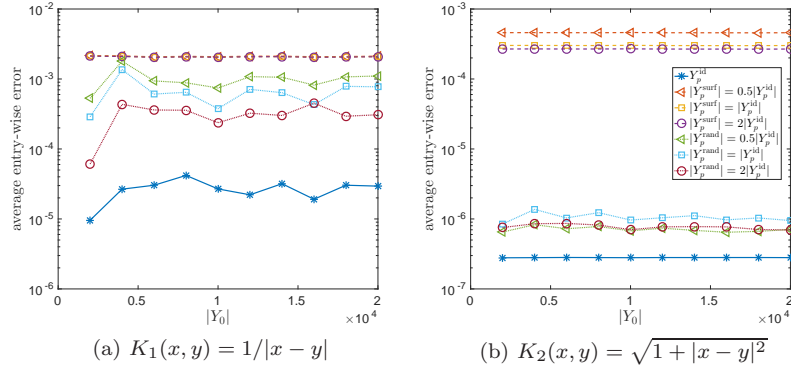 10^-2
10^-3
10^-4
10^-5
10^-6
average entry-wise error
0 0.5 1 1.5 2
|Y_0|
×10^4
(a) K_1(x, y) = 1/|x − y|
10^-3
10^-4
10^-5
10^-6
10^-7
average entry-wise error
Y_p^id
|Y_p^surf| = 0.5|Y_p^id|
|Y_p^surf| = |Y_p^id|
|Y_p^surf| = 2|Y_p^id|
|Y_p^rand| = 0.5|Y_p^id|
|Y_p^rand| = |Y_p^id|
|Y_p^rand| = 2|Y_p^id|
0 0.5 1 1.5 2
|Y_0|
×10^4
(b) K_2(x, y) = √(1 + |x − y|^2)